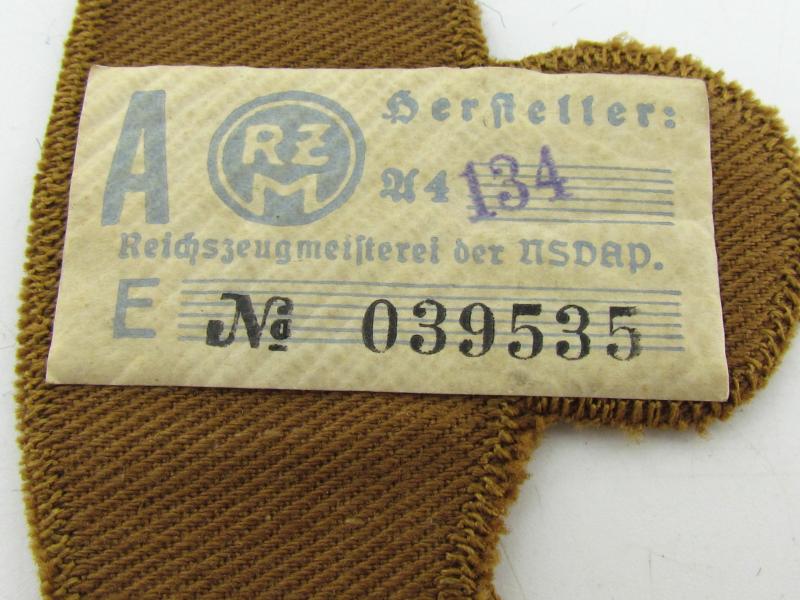 A RZM Hersteller:
A4 134
Reichszeugmeisterei der NSDAP.
E No 039535